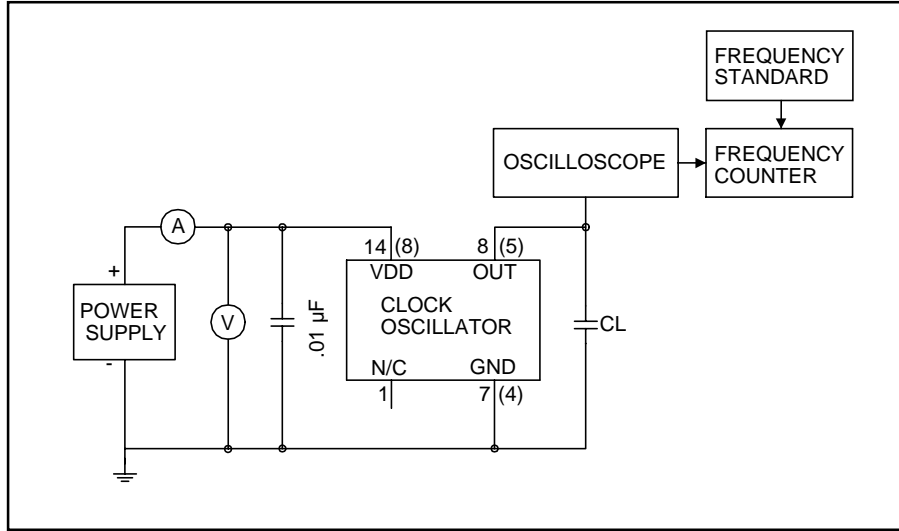 FREQUENCY
STANDARD
OSCILLOSCOPE
FREQUENCY
COUNTER
A
14 (8)
8 (5)
VDD
OUT
+
POWER
SUPPLY
-
V
.01 µF
CLOCK
OSCILLATOR
CL
N/C
GND
1
7 (4)